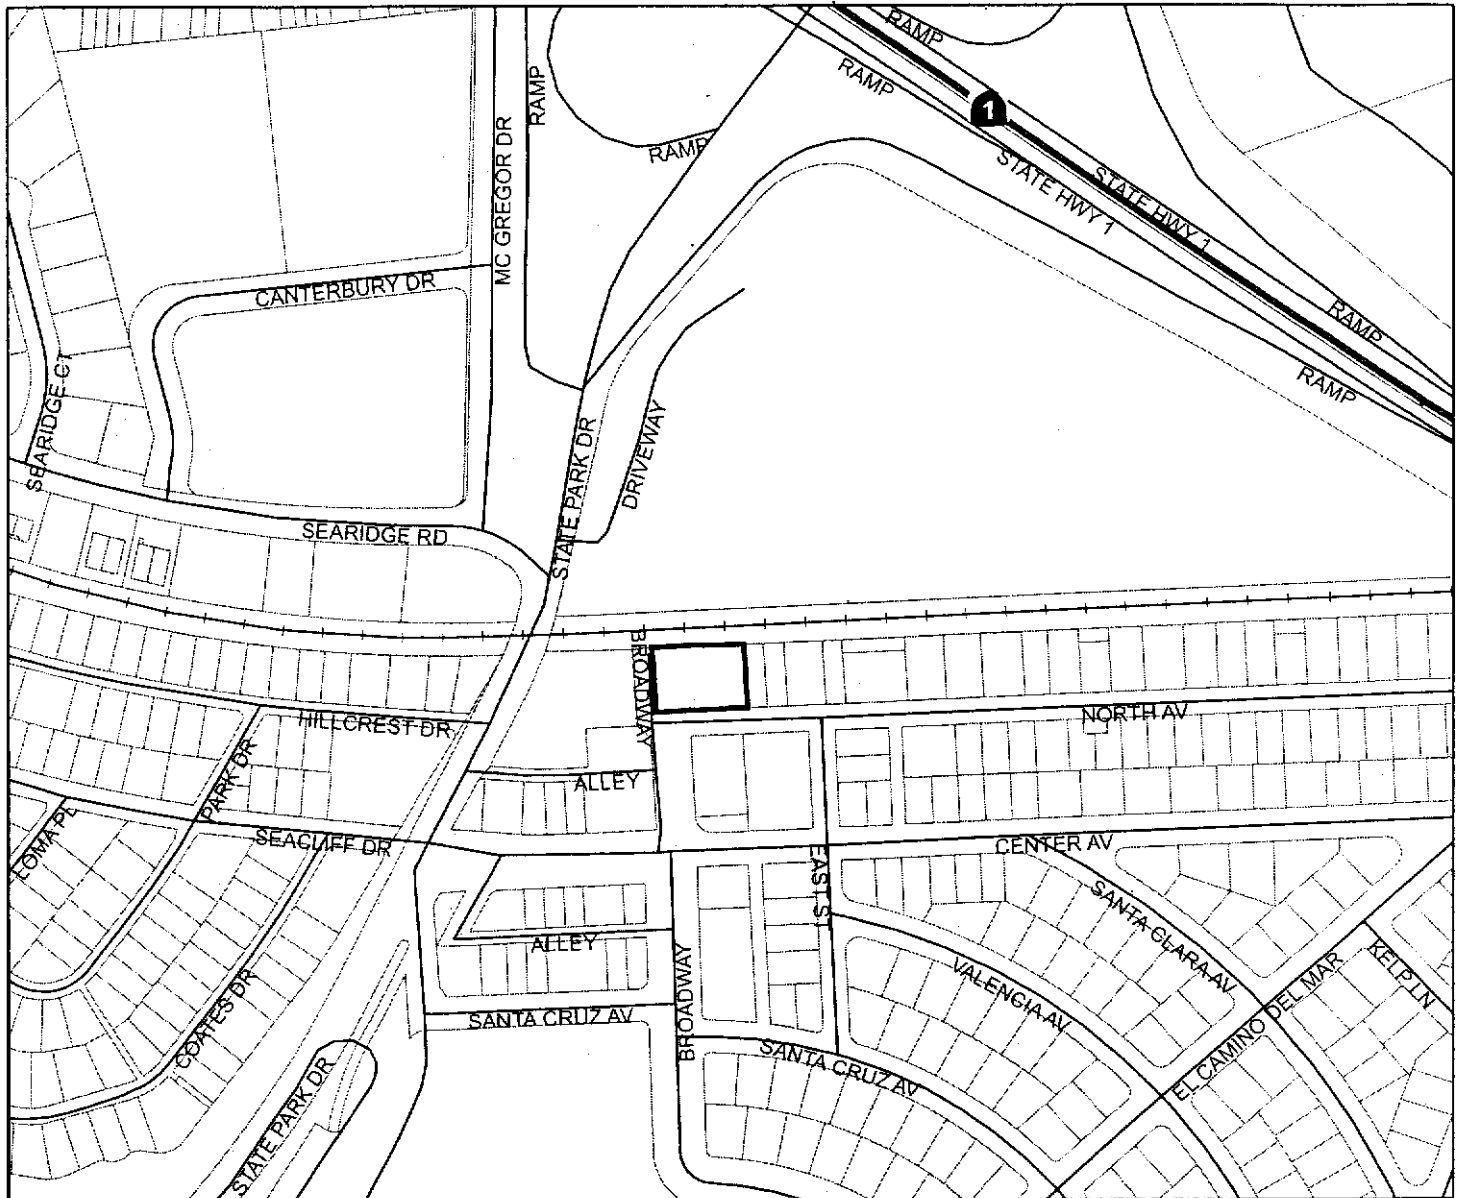 RAMP
RAMP
RAMP
1
MC GREGOR DR
RAMP
STATE HWY 1
STATE HWY 1
CANTERBURY DR
RAMP
RAMP
SEARIDGE CT
DRIVEWAY
STATE PARK DR
SEARIDGE RD
BROADWAY
HILLCREST DR
NORTH AV
PARK DR
ALLEY
LOMA PL
SEACLIFF DR
CENTER AV
EAST ST
SANTA CLARA AV
ALLEY
VALENCIA AV
KELP LN
COATES DR
BROADWAY
EL CAMINO DEL MAR
SANTA CRUZ AV
SANTA CRUZ AV
STATE PARK DR